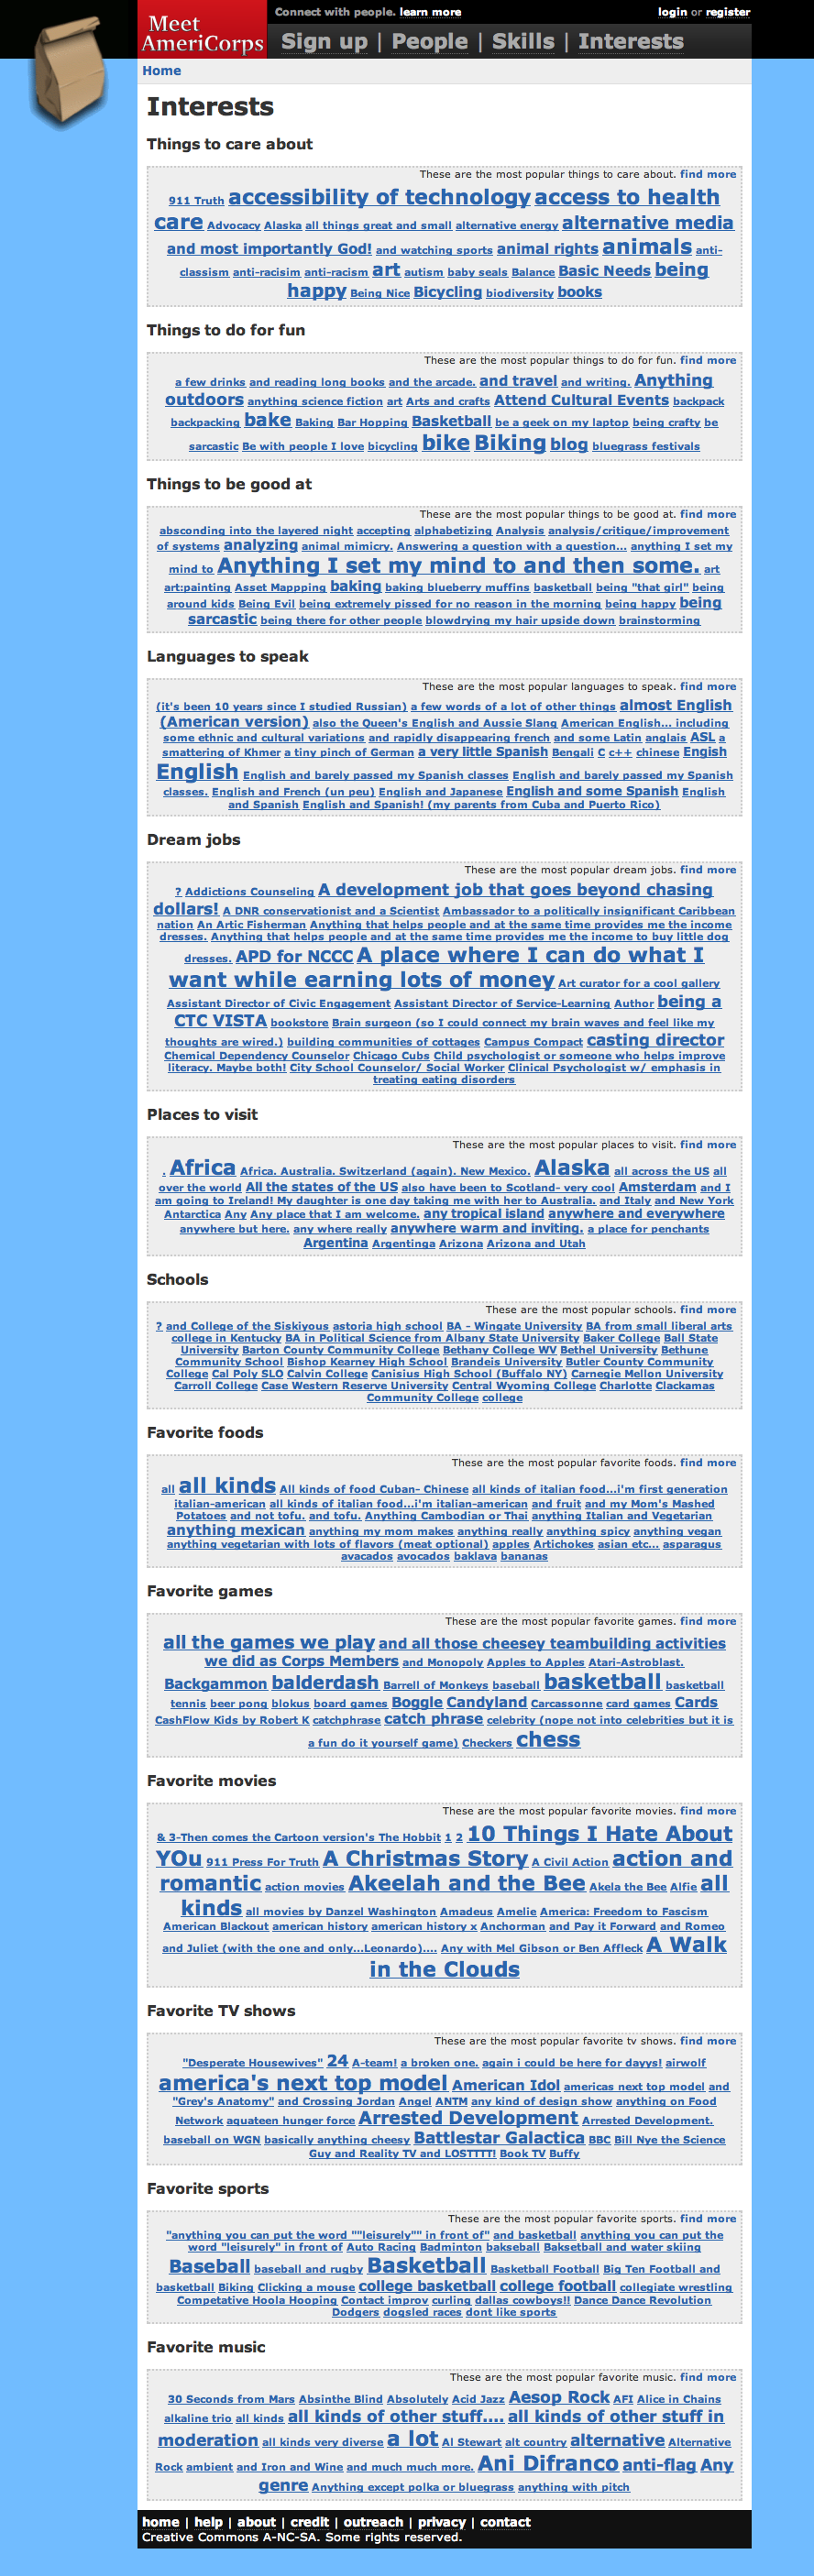 Meet
AmeriCorps
Connect with people. learn more
login or register
Sign up | People | Skills | Interests
Home
Interests
Things to care about
These are the most popular things to care about. find more
911 Truth accessibility of technology access to health
care Advocacy Alaska all things great and small alternative energy alternative media
and most importantly God! and watching sports animal rights animals anti-
classism anti-racisim anti-racism art autism baby seals Balance Basic Needs being
happy Being Nice Bicycling biodiversity books
Things to do for fun
These are the most popular things to do for fun. find more
a few drinks and reading long books and the arcade. and travel and writing. Anything
outdoors anything science fiction art Arts and crafts Attend Cultural Events backpack
backpacking bake Baking Bar Hopping Basketball be a geek on my laptop being crafty be
sarcastic Be with people I love bicycling bike Biking blog bluegrass festivals
Things to be good at
These are the most popular things to be good at. find more
absconding into the layered night accepting alphabetizing Analysis analysis/critique/improvement
of systems analyzing animal mimicry. Answering a question with a question... anything I set my
mind to Anything I set my mind to and then some. art
art:painting Asset Mappping baking baking blueberry muffins basketball being "that girl" being
around kids Being Evil being extremely pissed for no reason in the morning being happy being
sarcastic being there for other people blowdrying my hair upside down brainstorming
Languages to speak
These are the most popular languages to speak. find more
(it's been 10 years since I studied Russian) a few words of a lot of other things almost English
(American version) also the Queen's English and Aussie Slang American English... including
some ethnic and cultural variations and rapidly disappearing french and some Latin anglais ASL a
smattering of Khmer a tiny pinch of German a very little Spanish Bengali C c++ chinese Engish
English English and barely passed my Spanish classes English and barely passed my Spanish
classes. English and French (un peu) English and Japanese English and some Spanish English
and Spanish English and Spanish! (my parents from Cuba and Puerto Rico)
Dream jobs
These are the most popular dream jobs. find more
? Addictions Counseling A development job that goes beyond chasing
dollars! A DNR conservationist and a Scientist Ambassador to a politically insignificant Caribbean
nation An Artic Fisherman Anything that helps people and at the same time provides me the income
dresses. Anything that helps people and at the same time provides me the income to buy little dog
dresses. APD for NCCC A place where I can do what I
want while earning lots of money Art curator for a cool gallery
Assistant Director of Civic Engagement Assistant Director of Service-Learning Author being a
CTC VISTA bookstore Brain surgeon (so I could connect my brain waves and feel like my
thoughts are wired.) building communities of cottages Campus Compact casting director
Chemical Dependency Counselor Chicago Cubs Child psychologist or someone who helps improve
literacy. Maybe both! City School Counselor/ Social Worker Clinical Psychologist w/ emphasis in
treating eating disorders
Places to visit
These are the most popular places to visit. find more
. Africa Africa. Australia. Switzerland (again). New Mexico. Alaska all across the US all
over the world All the states of the US also have been to Scotland- very cool Amsterdam and I
am going to Ireland! My daughter is one day taking me with her to Australia. and Italy and New York
Antarctica Any Any place that I am welcome. any tropical island anywhere and everywhere
anywhere but here. any where really anywhere warm and inviting. a place for penchants
Argentina Argentinga Arizona Arizona and Utah
Schools
These are the most popular schools. find more
? and College of the Siskiyous astoria high school BA - Wingate University BA from small liberal arts
college in Kentucky BA in Political Science from Albany State University Baker College Ball State
University Barton County Community College Bethany College WV Bethel University Bethune
Community School Bishop Kearney High School Brandeis University Butler County Community
College Cal Poly SLO Calvin College Canisius High School (Buffalo NY) Carnegie Mellon University
Carroll College Case Western Reserve University Central Wyoming College Charlotte Clackamas
Community College college
Favorite foods
These are the most popular favorite foods. find more
all all kinds All kinds of food Cuban- Chinese all kinds of italian food...i'm first generation
italian-american all kinds of italian food...i'm italian-american and fruit and my Mom's Mashed
Potatoes and not tofu. and tofu. Anything Cambodian or Thai anything Italian and Vegetarian
anything mexican anything my mom makes anything really anything spicy anything vegan
anything vegetarian with lots of flavors (meat optional) apples Artichokes asian etc... asparagus
avacados avocados baklava bananas
Favorite games
These are the most popular favorite games. find more
all the games we play and all those cheesey teambuilding activities
we did as Corps Members and Monopoly Apples to Apples Atari-Astroblast.
Backgammon balderdash Barrell of Monkeys baseball basketball basketball
tennis beer pong blokus board games Boggle Candyland Carcassonne card games Cards
CashFlow Kids by Robert K catchphrase catch phrase celebrity (nope not into celebrities but it is
a fun do it yourself game) Checkers chess
Favorite movies
These are the most popular favorite movies. find more
& 3-Then comes the Cartoon version's The Hobbit 1 2 10 Things I Hate About
YOu 911 Press For Truth A Christmas Story A Civil Action action and
romantic action movies Akeelah and the Bee Akela the Bee Alfie all
kinds all movies by Danzel Washington Amadeus Amelie America: Freedom to Fascism
American Blackout american history american history x Anchorman and Pay it Forward and Romeo
and Juliet (with the one and only...Leonardo).... Any with Mel Gibson or Ben Affleck A Walk
in the Clouds
Favorite TV shows
These are the most popular favorite tv shows. find more
"Desperate Housewives" 24 A-team! a broken one. again i could be here for dayys! airwolf
america's next top model American Idol americas next top model and
"Grey's Anatomy" and Crossing Jordan Angel ANTM any kind of design show anything on Food
Network aquateen hunger force Arrested Development Arrested Development.
baseball on WGN basically anything cheesy Battlestar Galactica BBC Bill Nye the Science
Guy and Reality TV and LOSTTTT! Book TV Buffy
Favorite sports
These are the most popular favorite sports. find more
"anything you can put the word ""leisurely"" in front of" and basketball anything you can put the
word "leisurely" in front of Auto Racing Badminton bakseball Baksetball and water skiing
Baseball baseball and rugby Basketball Basketball Football Big Ten Football and
basketball Biking Clicking a mouse college basketball college football collegiate wrestling
Competative Hoola Hooping Contact improv curling dallas cowboys!! Dance Dance Revolution
Dodgers dogsled races dont like sports
Favorite music
These are the most popular favorite music. find more
30 Seconds from Mars Absinthe Blind Absolutely Acid Jazz Aesop Rock AFI Alice in Chains
alkaline trio all kinds all kinds of other stuff.... all kinds of other stuff in
moderation all kinds very diverse a lot Al Stewart alt country alternative Alternative
Rock ambient and Iron and Wine and much much more. Ani Difranco anti-flag Any
genre Anything except polka or bluegrass anything with pitch
home | help | about | credit | outreach | privacy | contact
Creative Commons A-NC-SA. Some rights reserved.